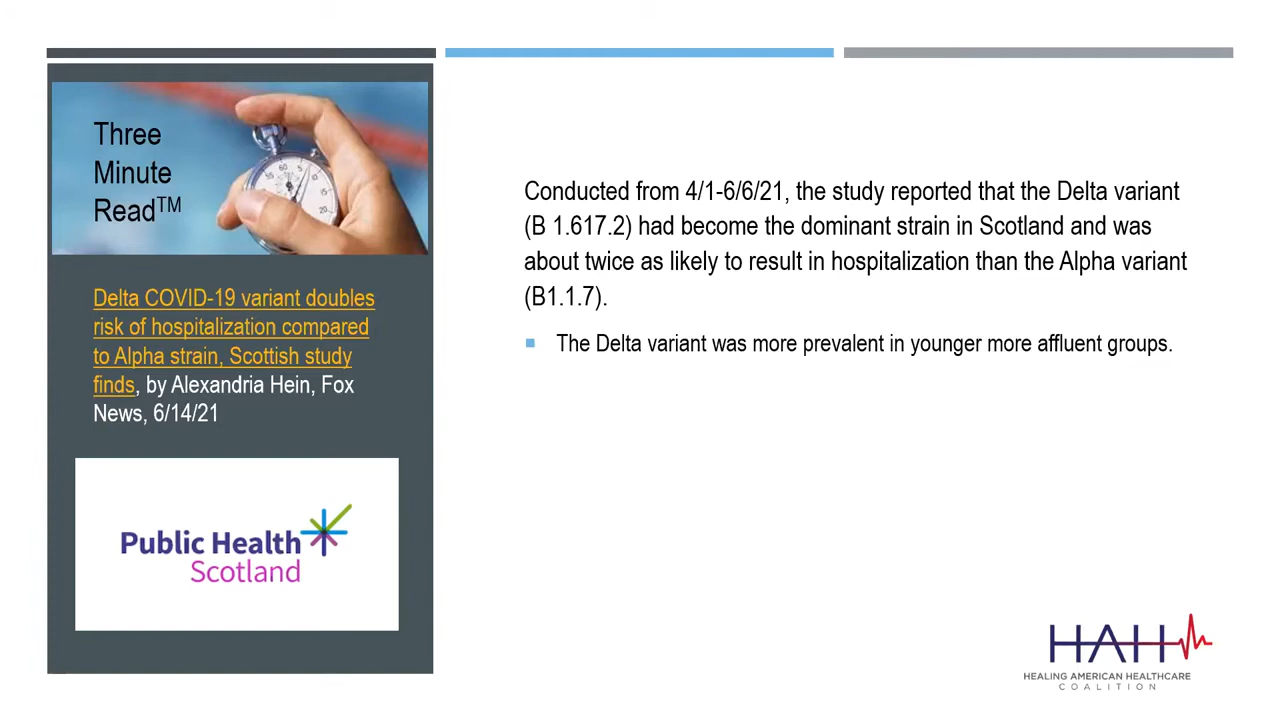 Three
Minute
Read™
Delta COVID-19 variant doubles
risk of hospitalization compared
to Alpha strain, Scottish study
finds, by Alexandria Hein, Fox
News, 6/14/21
Public Health
Scotland
Conducted from 4/1-6/6/21, the study reported that the Delta variant
(B 1.617.2) had become the dominant strain in Scotland and was
about twice as likely to result in hospitalization than the Alpha variant
(B1.1.7).
The Delta variant was more prevalent in younger more affluent groups.
HAH
HEALING AMERICAN HEALTHCARE
COALITION